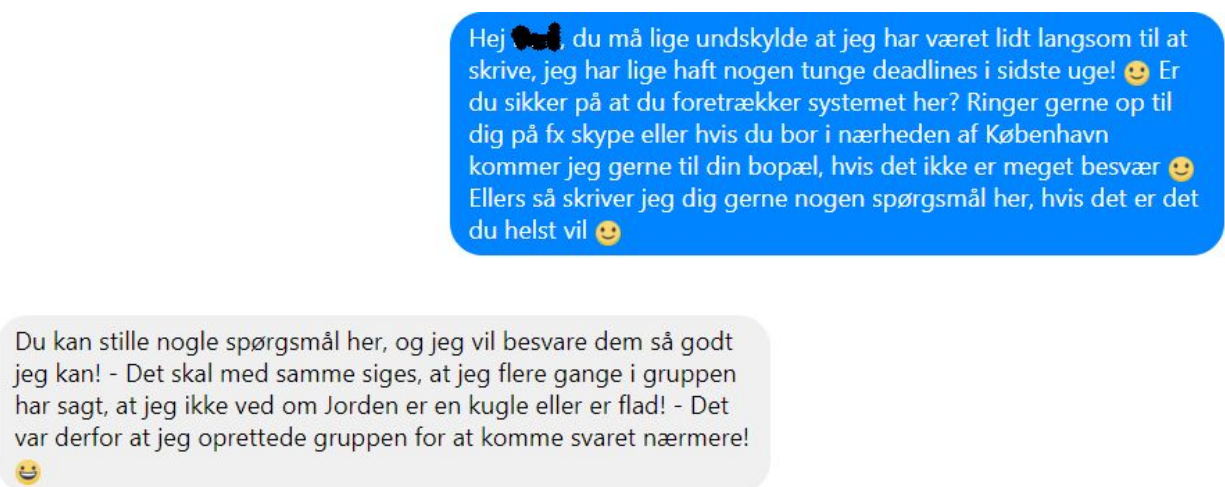 Hej , du må lige undskylde at jeg har været lidt langsom til at
skrive, jeg har lige haft nogen tunge deadlines i sidste uge! 🙂 Er
du sikker på at du foretrækker systemet her? Ringer gerne op til
dig på fx skype eller hvis du bor i nærheden af København
kommer jeg gerne til din bopæl, hvis det ikke er meget besvær 🙂
Ellers så skriver jeg dig gerne nogen spørgsmål her, hvis det er det
du helst vil 🙂
Du kan stille nogle spørgsmål her, og jeg vil besvare dem så godt
jeg kan! - Det skal med samme siges, at jeg flere gange i gruppen
har sagt, at jeg ikke ved om Jorden er en kugle eller er flad! - Det
var derfor at jeg oprettede gruppen for at komme svaret nærmere!
😀